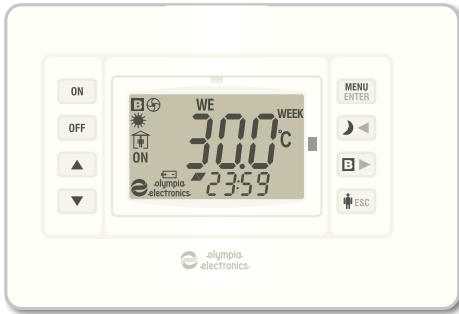 ON
OFF
B
WE
WEEK
30.0
°C
ON
olympia
electronics
23:59
MENU
ENTER
B
ESC
olympia
electronics